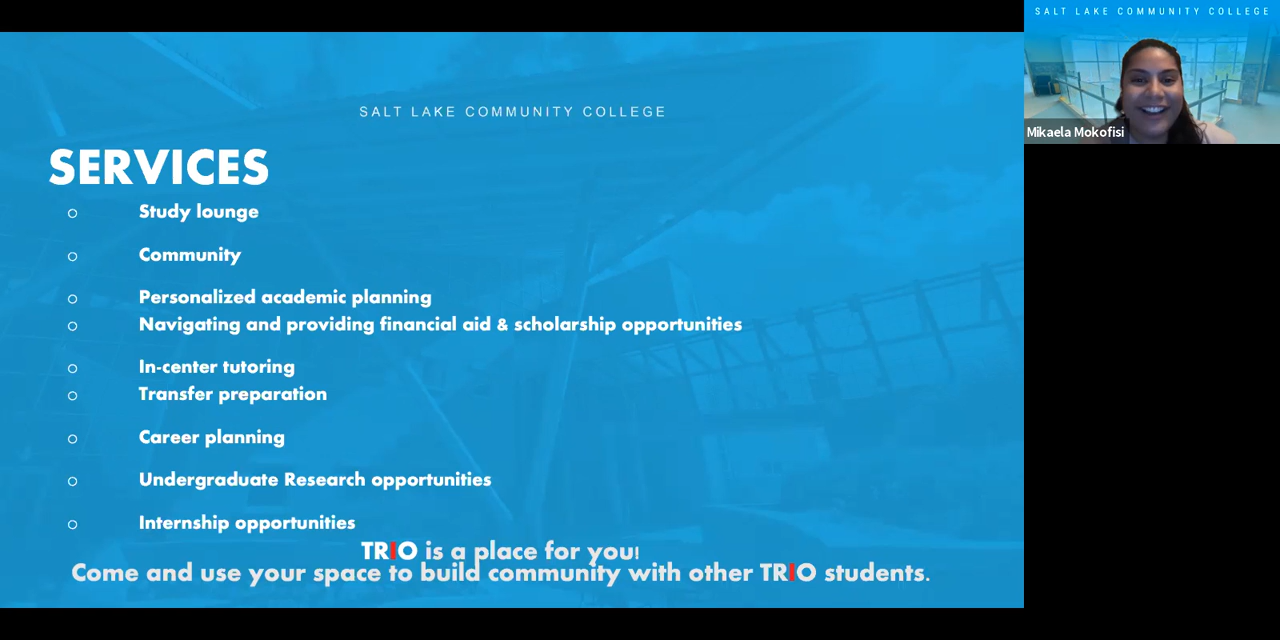 SALT LAKE COMMUNITY COLLEGE
SERVICES
o Study lounge
o Community
o Personalized academic planning
o Navigating and providing financial aid & scholarship opportunities
o In-center tutoring
o Transfer preparation
o Career planning
o Undergraduate Research opportunities
o Internship opportunities
TRIO is a place for you!
Come and use your space to build community with other TRIO students.
SALT LAKE COMMUNITY COLLEGE
Mikaela Mokofisi